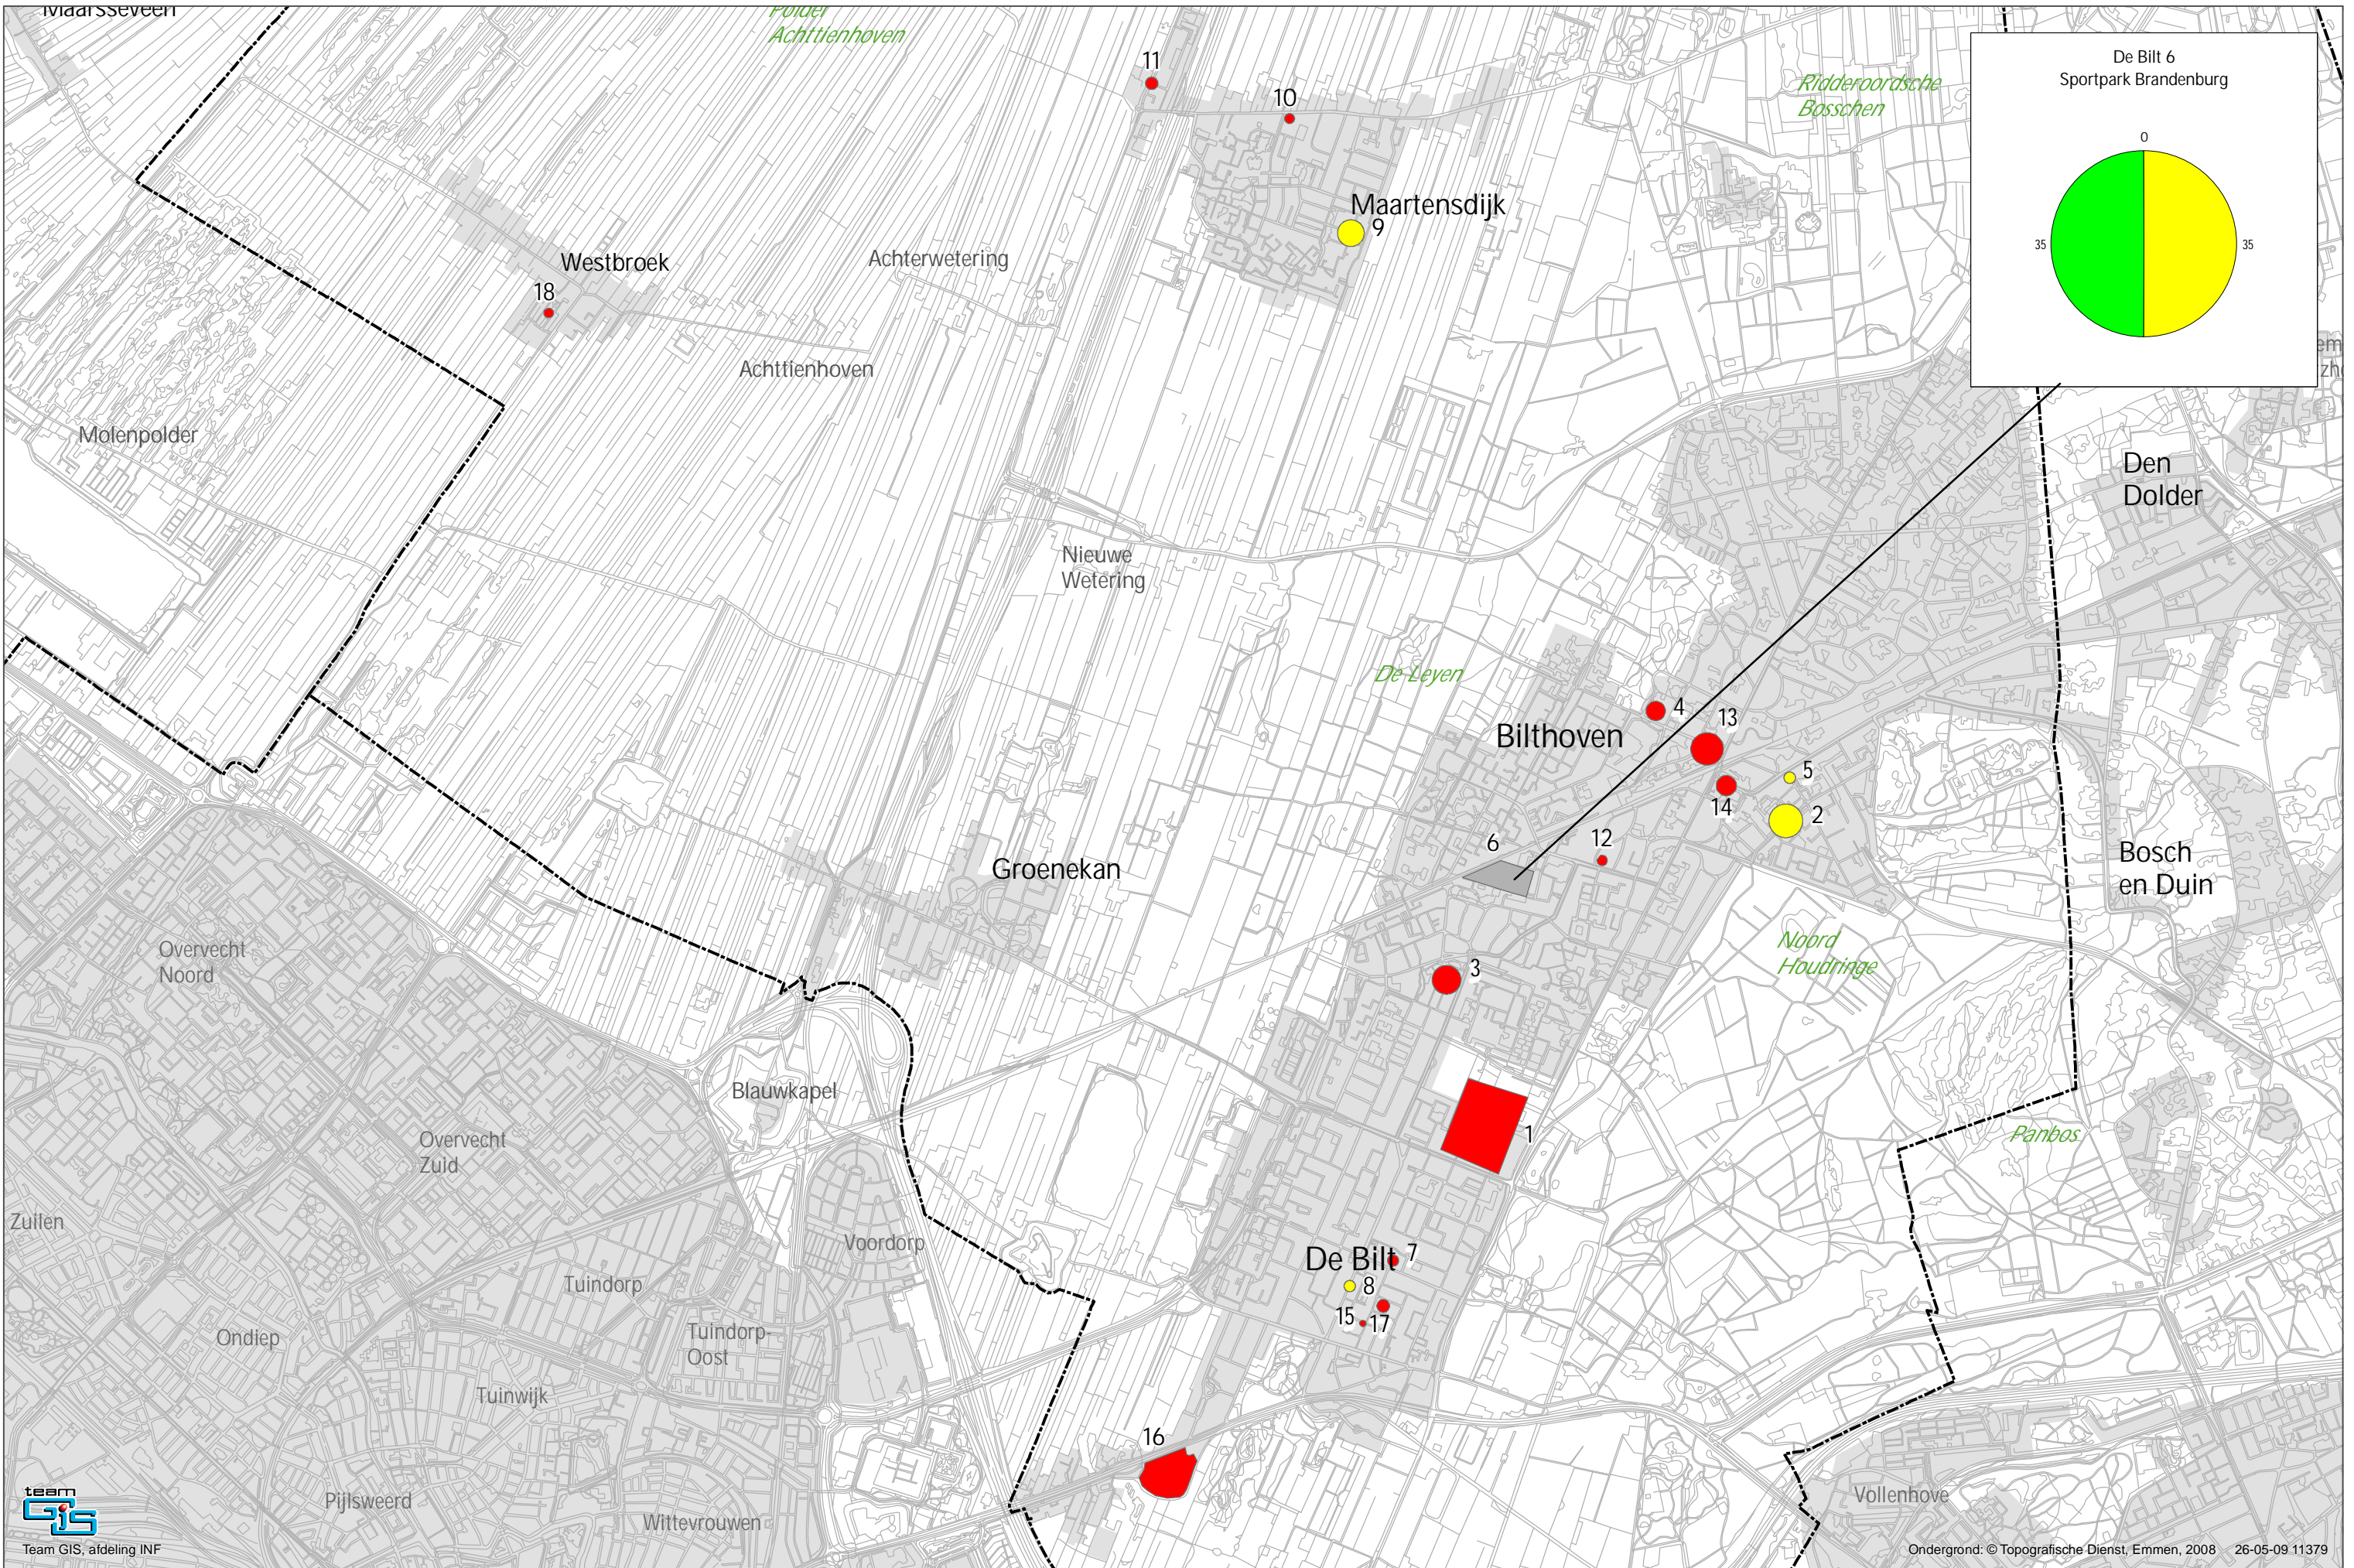 Maarsseveen
Polder
Achttienhoven
11
10
Ridderoordsche
Bosschen
De Bilt 6
Sportpark Brandenburg
0
35
35
Maartensdijk
9
Westbroek
18
Achterwetering
Achttienhoven
Molenpolder
Den
Dolder
Nieuwe
Wetering
De Leyen
Bilthoven
4
13
5
14
2
6
12
Groenekan
Bosch
en Duin
Overvecht
Noord
Noord
Houdringe
3
Blauwkapel
1
Panbos
Overvecht
Zuid
Zuilen
Voordorp
De Bilt
7
8
Tuindorp
15
17
Ondiep
Tuindorp-
Oost
Tuinwijk
16
Pijlsweerd
Wittevrouwen
Vollenhove
team
GIS
Team GIS, afdeling INF
Ondergrond: © Topografische Dienst, Emmen, 2008 26-05-09 11379